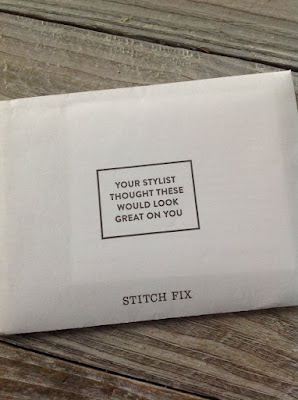 YOUR STYLIST
THOUGHT THESE
WOULD LOOK
GREAT ON YOU
STITCH FIX